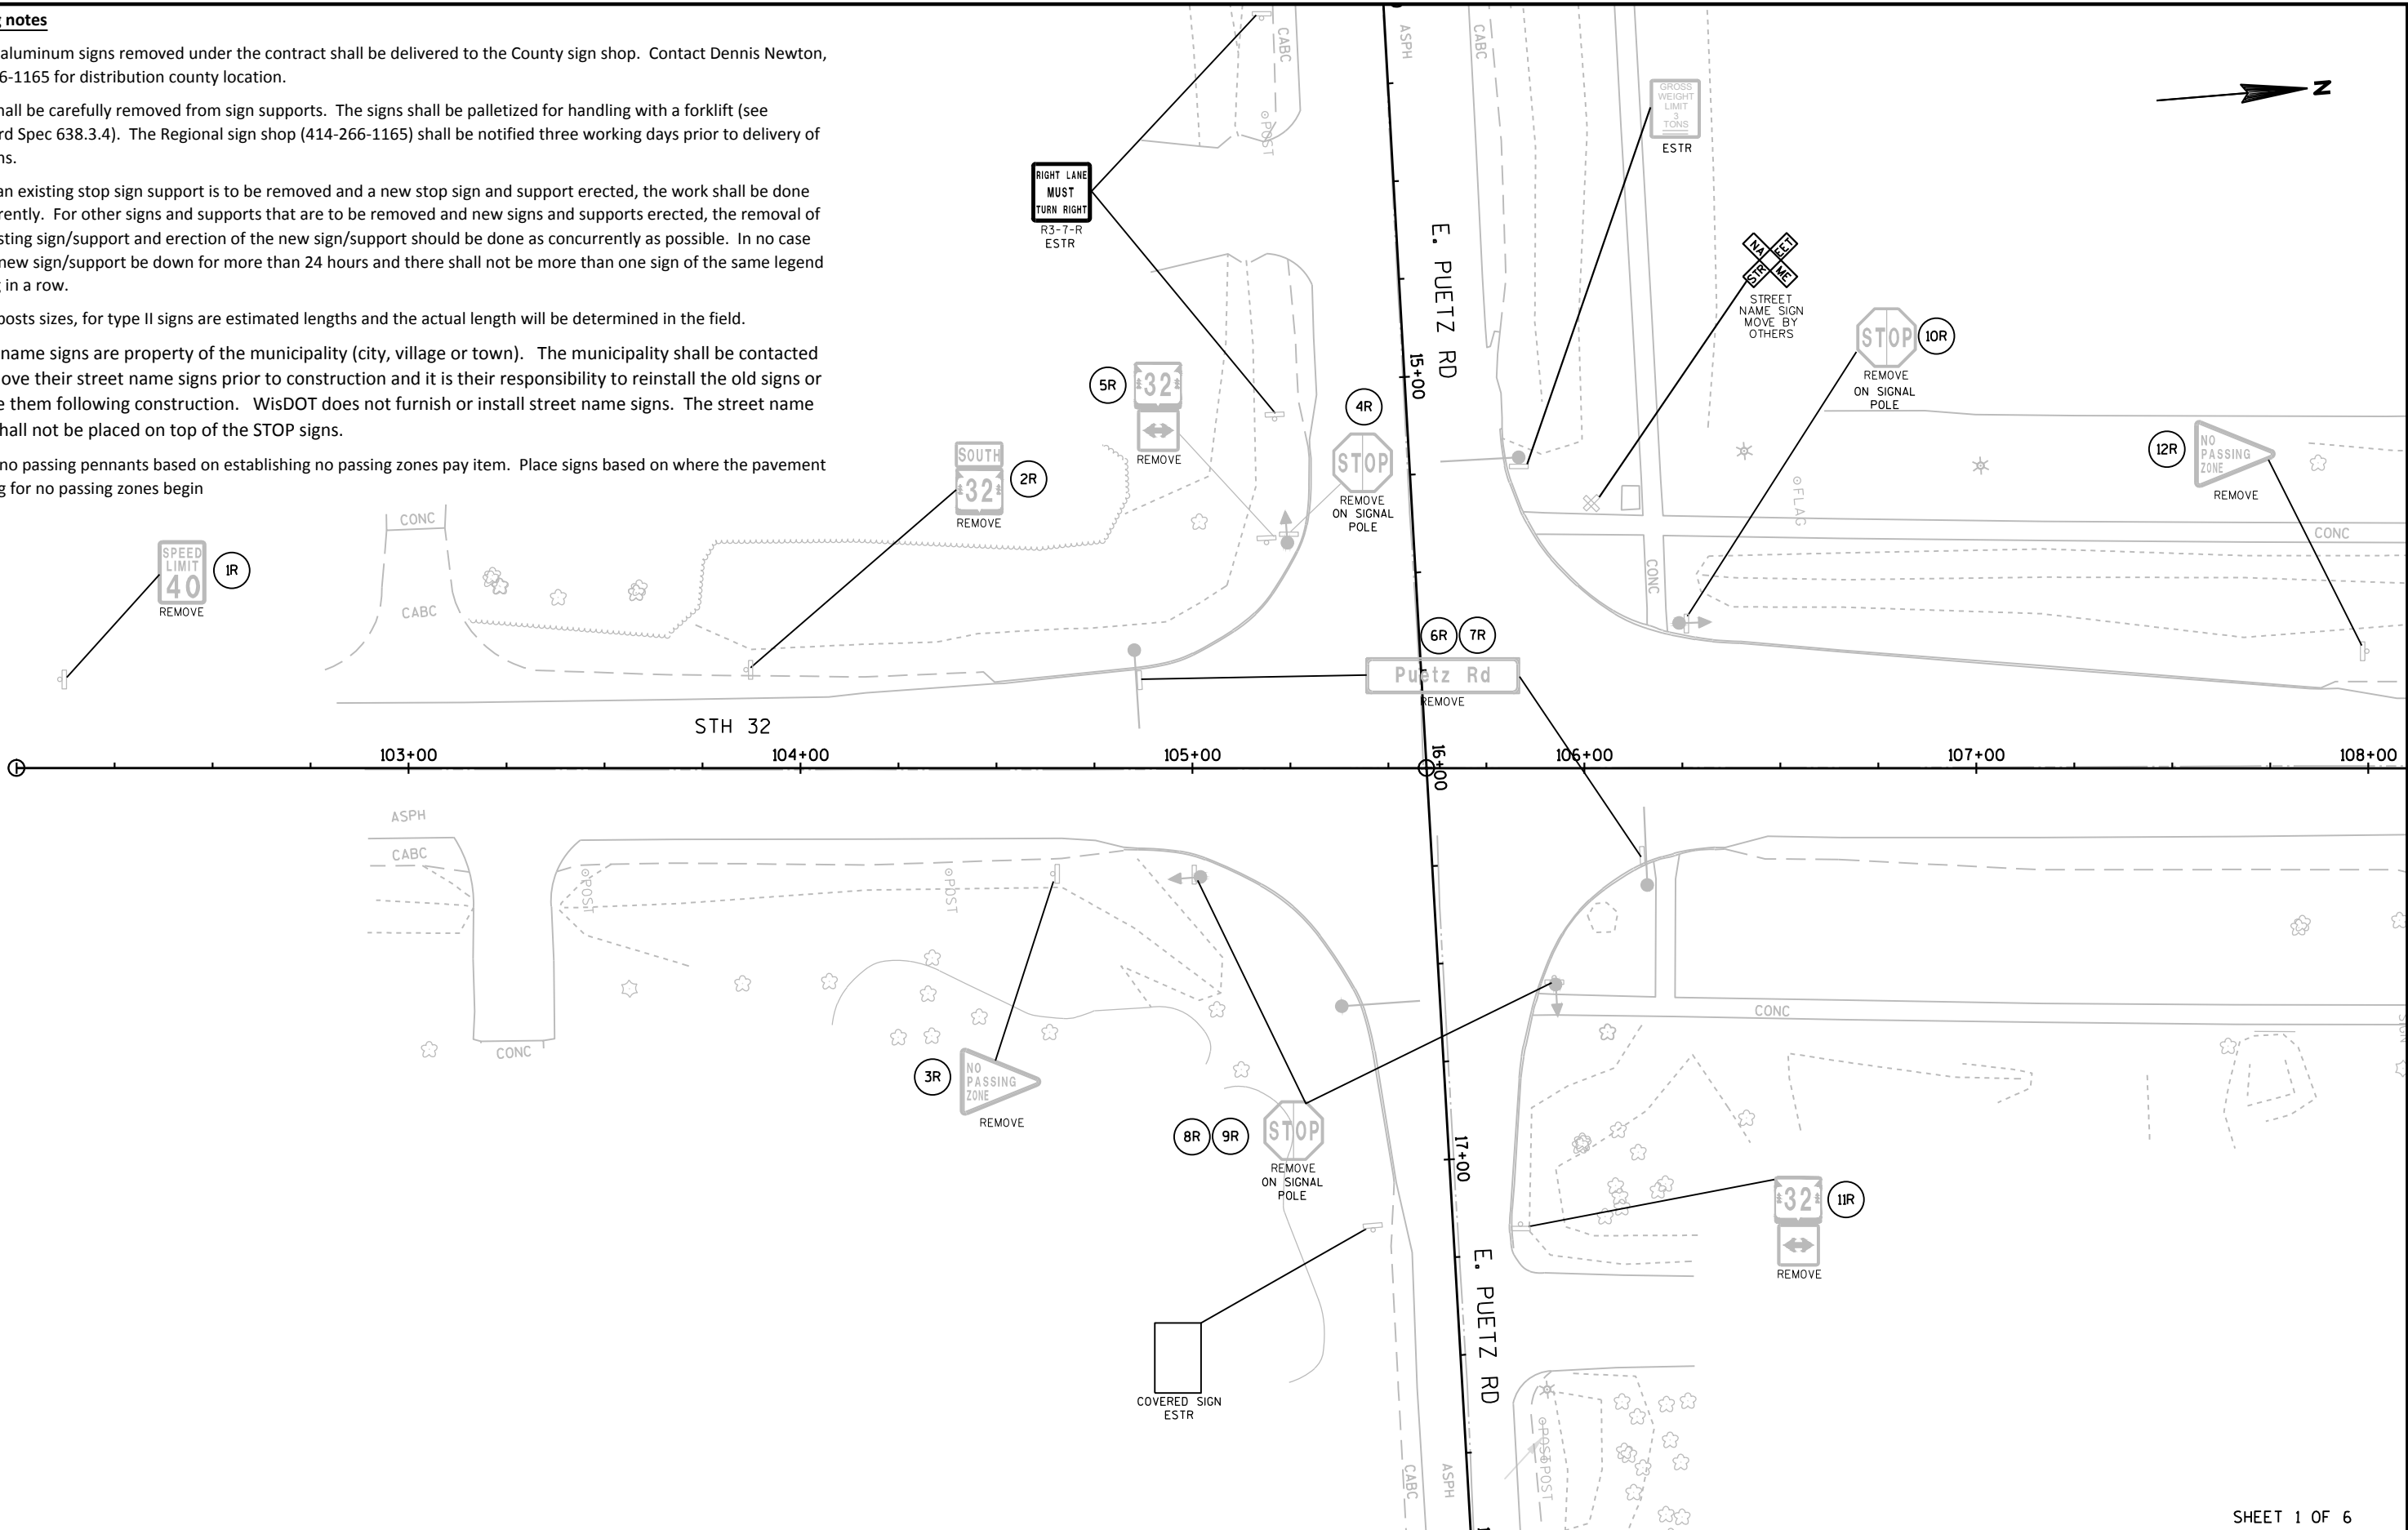 notes
aluminum signs removed under the contract shall be delivered to the County sign shop. Contact Dennis Newton,
6-1165 for distribution county location.
hall be carefully removed from sign supports. The signs shall be palletized for handling with a forklift (see
rd Spec 638.3.4). The Regional sign shop (414-266-1165) shall be notified three working days prior to delivery of
ns.
an existing stop sign support is to be removed and a new stop sign and support erected, the work shall be done
rently. For other signs and supports that are to be removed and new signs and supports erected, the removal of
sting sign/support and erection of the new sign/support should be done as concurrently as possible. In no case
new sign/support be down for more than 24 hours and there shall not be more than one sign of the same legend
g in a row.
posts sizes, for type II signs are estimated lengths and the actual length will be determined in the field.
name signs are property of the municipality (city, village or town). The municipality shall be contacted
ove their street name signs prior to construction and it is their responsibility to reinstall the old signs or
e them following construction. WisDOT does not furnish or install street name signs. The street name
hall not be placed on top of the STOP signs.
no passing pennants based on establishing no passing zones pay item. Place signs based on where the pavement
g for no passing zones begin
CABC
ASPH
CABC
POST
N
GROSS
WEIGHT
LIMIT
3
TONS
ESTR
RIGHT LANE
MUST
TURN RIGHT
R3-7-R
ESTR
E. PUETZ RD
15+00
NA
EET
STR
ME
STREET
NAME SIGN
MOVE BY
OTHERS
STOP
10R
REMOVE
ON SIGNAL
POLE
5R
32
REMOVE
4R
STOP
REMOVE
ON SIGNAL
POLE
SOUTH
32
2R
REMOVE
12R
NO
PASSING
ZONE
REMOVE
FLAG
CONC
CONC
CONC
SPEED
LIMIT
40
1R
REMOVE
CABC
6R 7R
Puetz Rd
REMOVE
STH 32
103+00
104+00
105+00
16+00
106+00
107+00
108+00
ASPH
CABC
POST
POST
CONC
CONC
3R
NO
PASSING
ZONE
REMOVE
8R 9R
STOP
REMOVE
ON SIGNAL
POLE
17+00
32
11R
REMOVE
E. PUETZ RD
COVERED SIGN
ESTR
CABC
ASPH
POST
POST
SHEET 1 OF 6